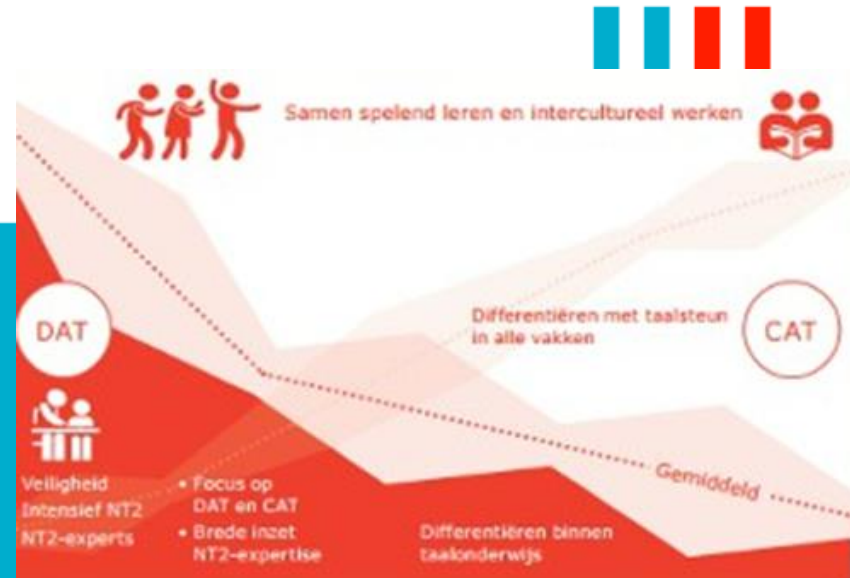 Samen spelend leren en intercultureel werken
DAT
Differentiëren met taalsteun
in alle vakken
CAT
Gemiddeld
Veiligheid
Intensief NT2
NT2-experts
• Focus op
DAT en CAT
• Brede inzet
NT2-expertise
Differentiëren binnen
taalonderwijs